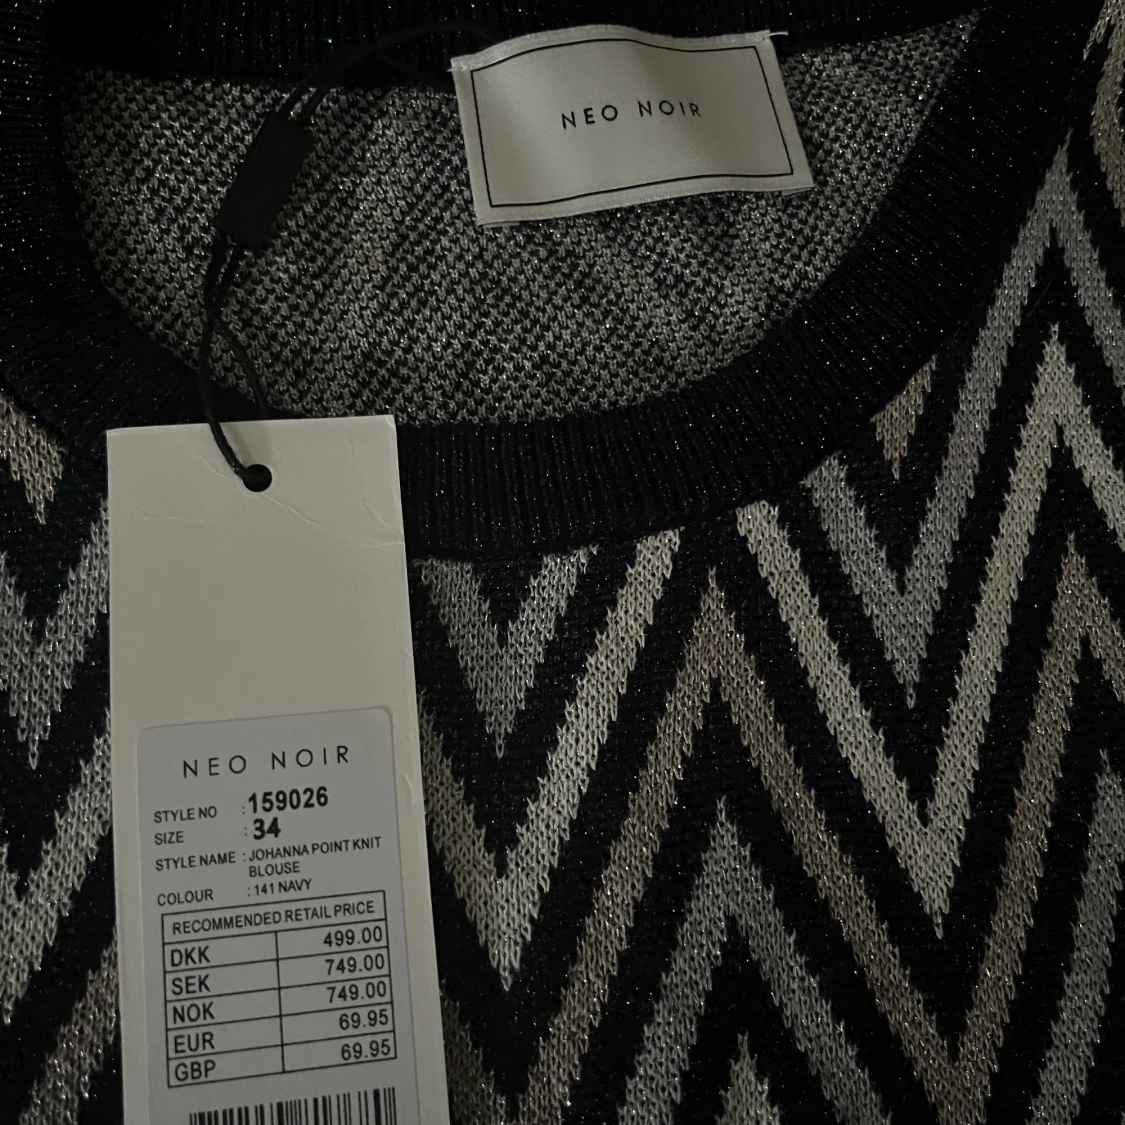 NEO NOIR
NEO NOIR
STYLE NO : 159026
SIZE : 34
STYLE NAME : JOHANNA POINT KNIT
BLOUSE
COLOUR : 141 NAVY
RECOMMENDED RETAIL PRICE
DKK 499.00
SEK 749.00
NOK 749.00
EUR 69.95
GBP 69.95